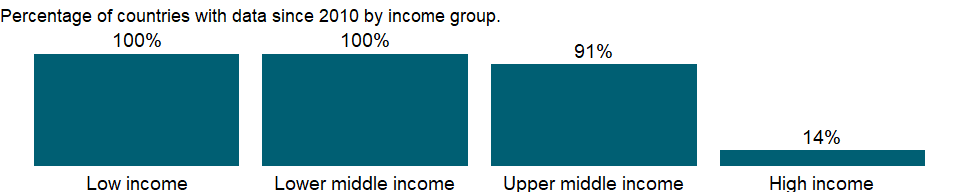 Percentage of countries with data since 2010 by income group.
100% 100% 91% 14%
Low income Lower middle income Upper middle income High income